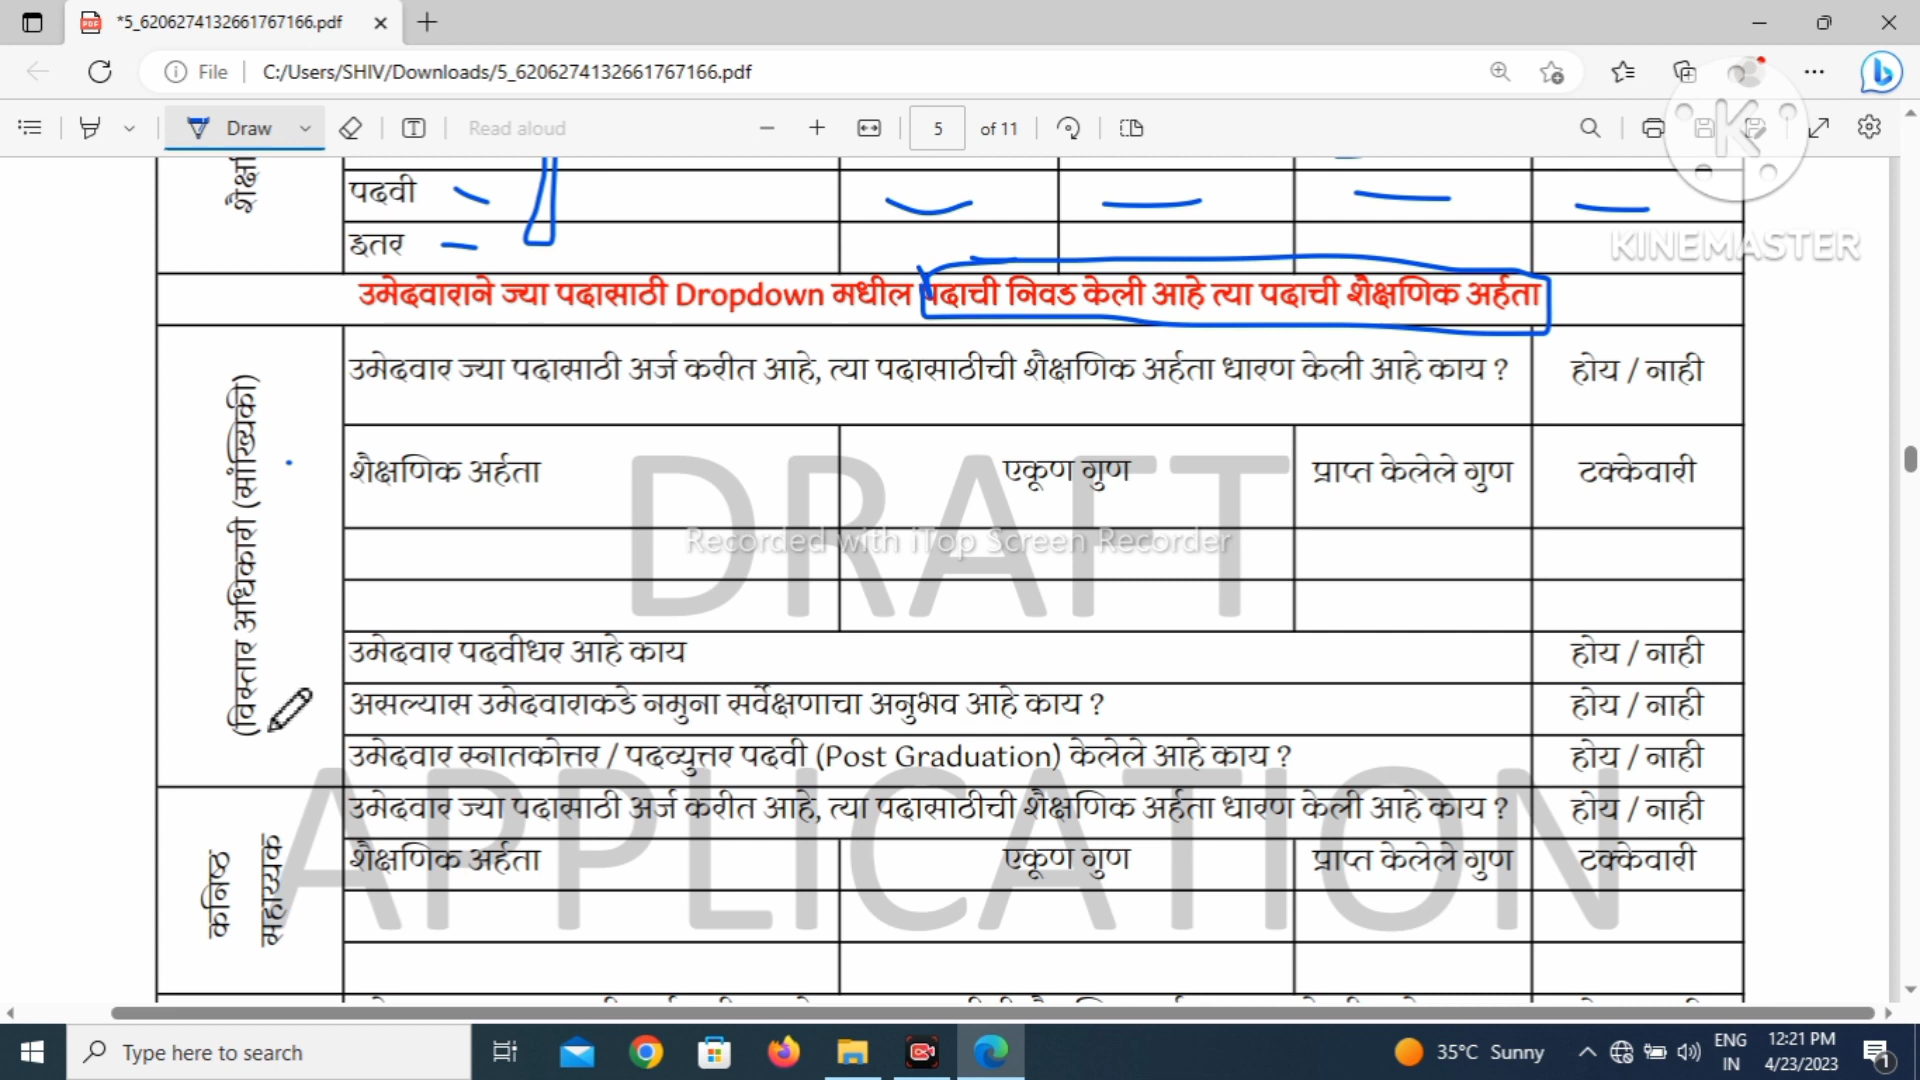 *5_6206274132661767166.pdf
File
C:/Users/SHIV/Downloads/5_6206274132661767166.pdf
Draw
Read aloud
5 of 11
KINEMASTER
पदवी
इतर
उमेदवाराने ज्या पदासाठी Dropdown मधील पदाची निवड केली आहे त्या पदाची शैक्षणिक अर्हता
(विस्तार अधिकारी (सांख्यिकी)
उमेदवार ज्या पदासाठी अर्ज करीत आहे, त्या पदासाठीची शैक्षणिक अर्हता धारण केली आहे काय ? होय / नाही
शैक्षणिक अर्हता एकूण गुण प्राप्त केलेले गुण टक्केवारी
DRAFT
Recorded with iTop Screen Recorder
उमेदवार पदवीधर आहे काय होय / नाही
असल्यास उमेदवाराकडे नमुना सर्वेक्षणाचा अनुभव आहे काय ? होय / नाही
उमेदवार स्नातकोत्तर / पदव्युत्तर पदवी (Post Graduation) केलेले आहे काय ? होय / नाही
APPLICATION
कनिष्ठ
सहाय्यक
उमेदवार ज्या पदासाठी अर्ज करीत आहे, त्या पदासाठीची शैक्षणिक अर्हता धारण केली आहे काय ? होय / नाही
शैक्षणिक अर्हता एकूण गुण प्राप्त केलेले गुण टक्केवारी
Type here to search
35°C Sunny
ENG
IN
12:21 PM
4/23/2023
1